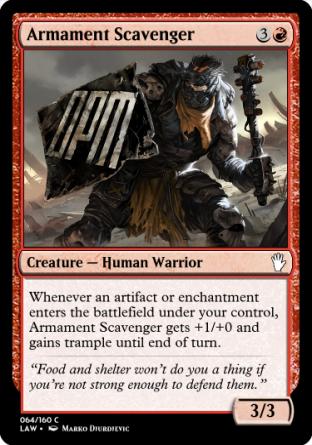 Armament Scavenger 3
NPM
Creature — Human Warrior
Whenever an artifact or enchantment
enters the battlefield under your control,
Armament Scavenger gets +1/+0 and
gains trample until end of turn.
“Food and shelter won't do you a thing if
you're not strong enough to defend them.”
064/160 C
LAW • Marko Djurdjevic
3/3